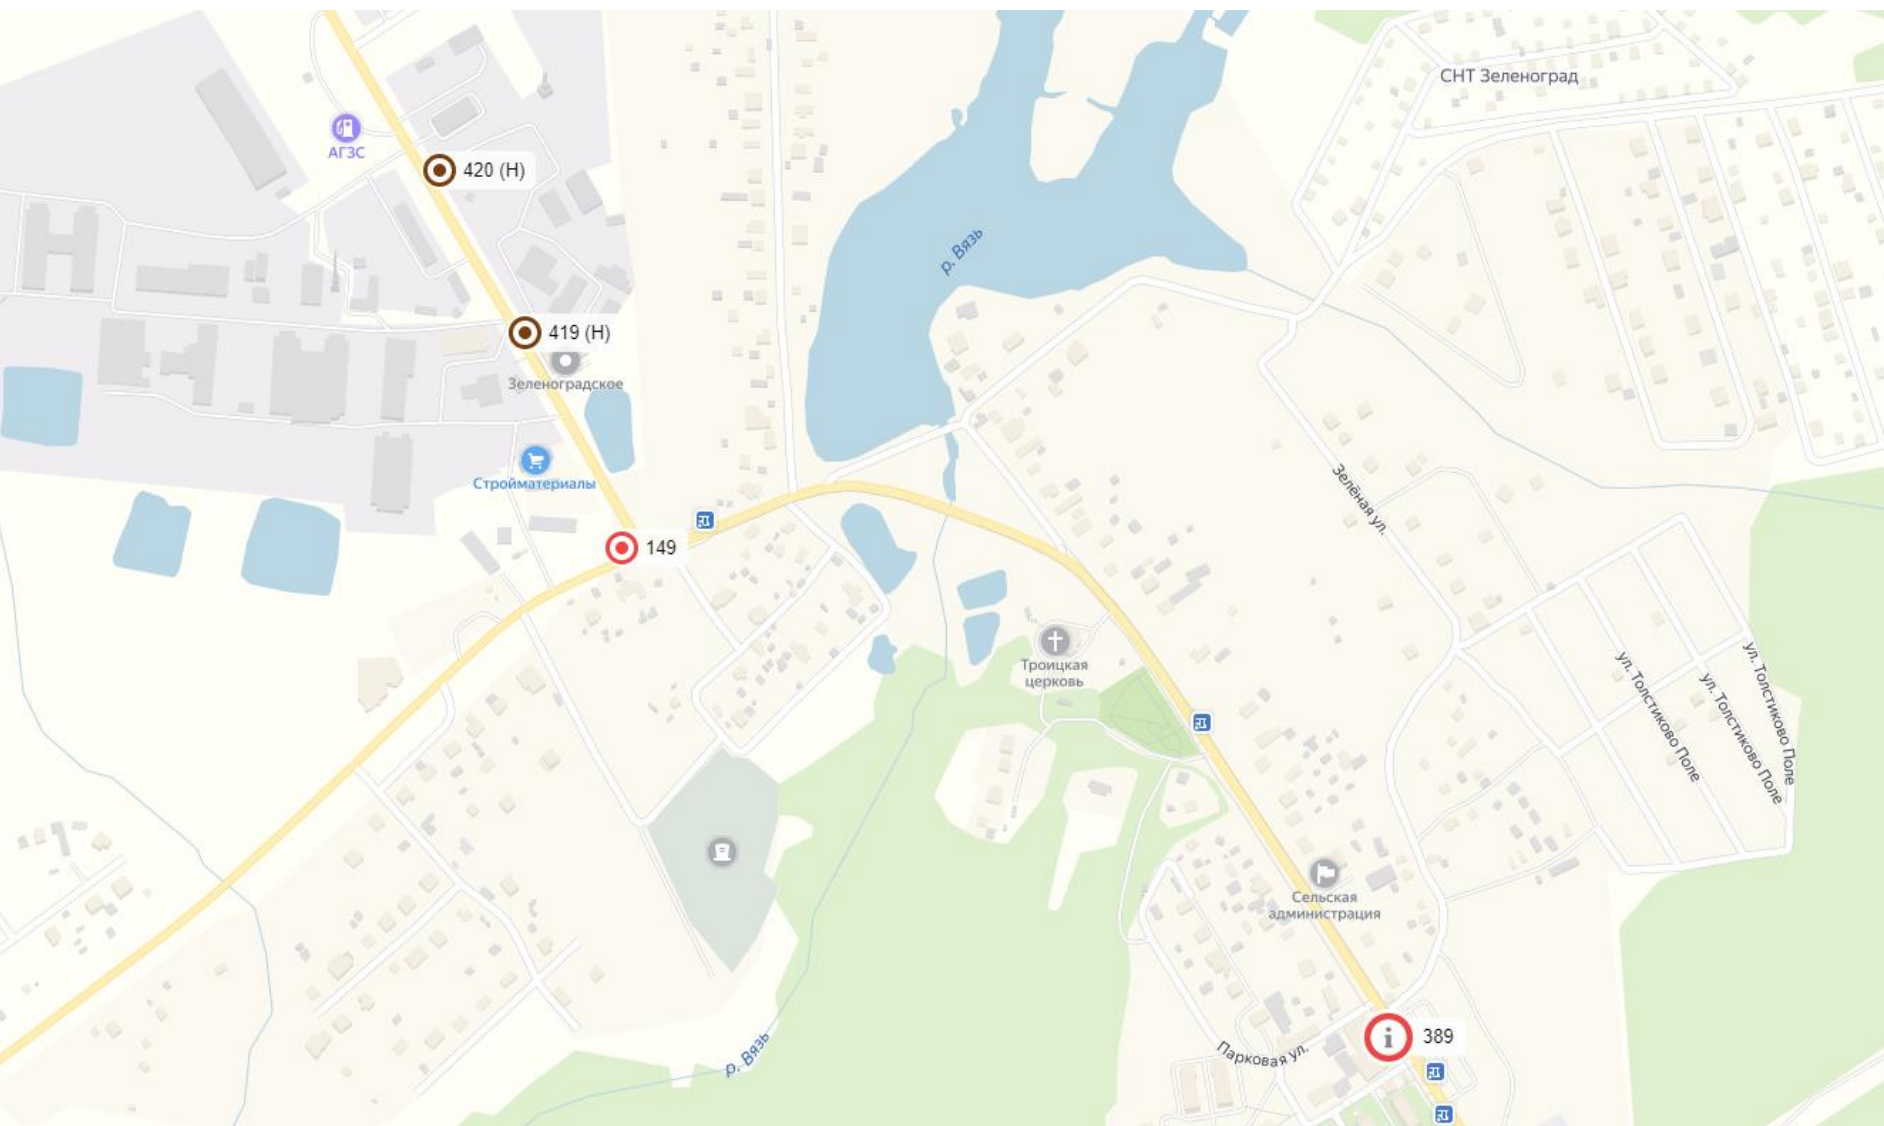 СНТ Зеленоград
АГЗС
420 (Н)
р. Вязь
419 (Н)
Зеленоградское
Стройматериалы
Зелёная ул.
149
Троицкая
церковь
ул. Толстиково Поле
ул. Толстиково Поле
ул. Толстиково Поле
Сельская
администрация
389
Парковая ул.
р. Вязь